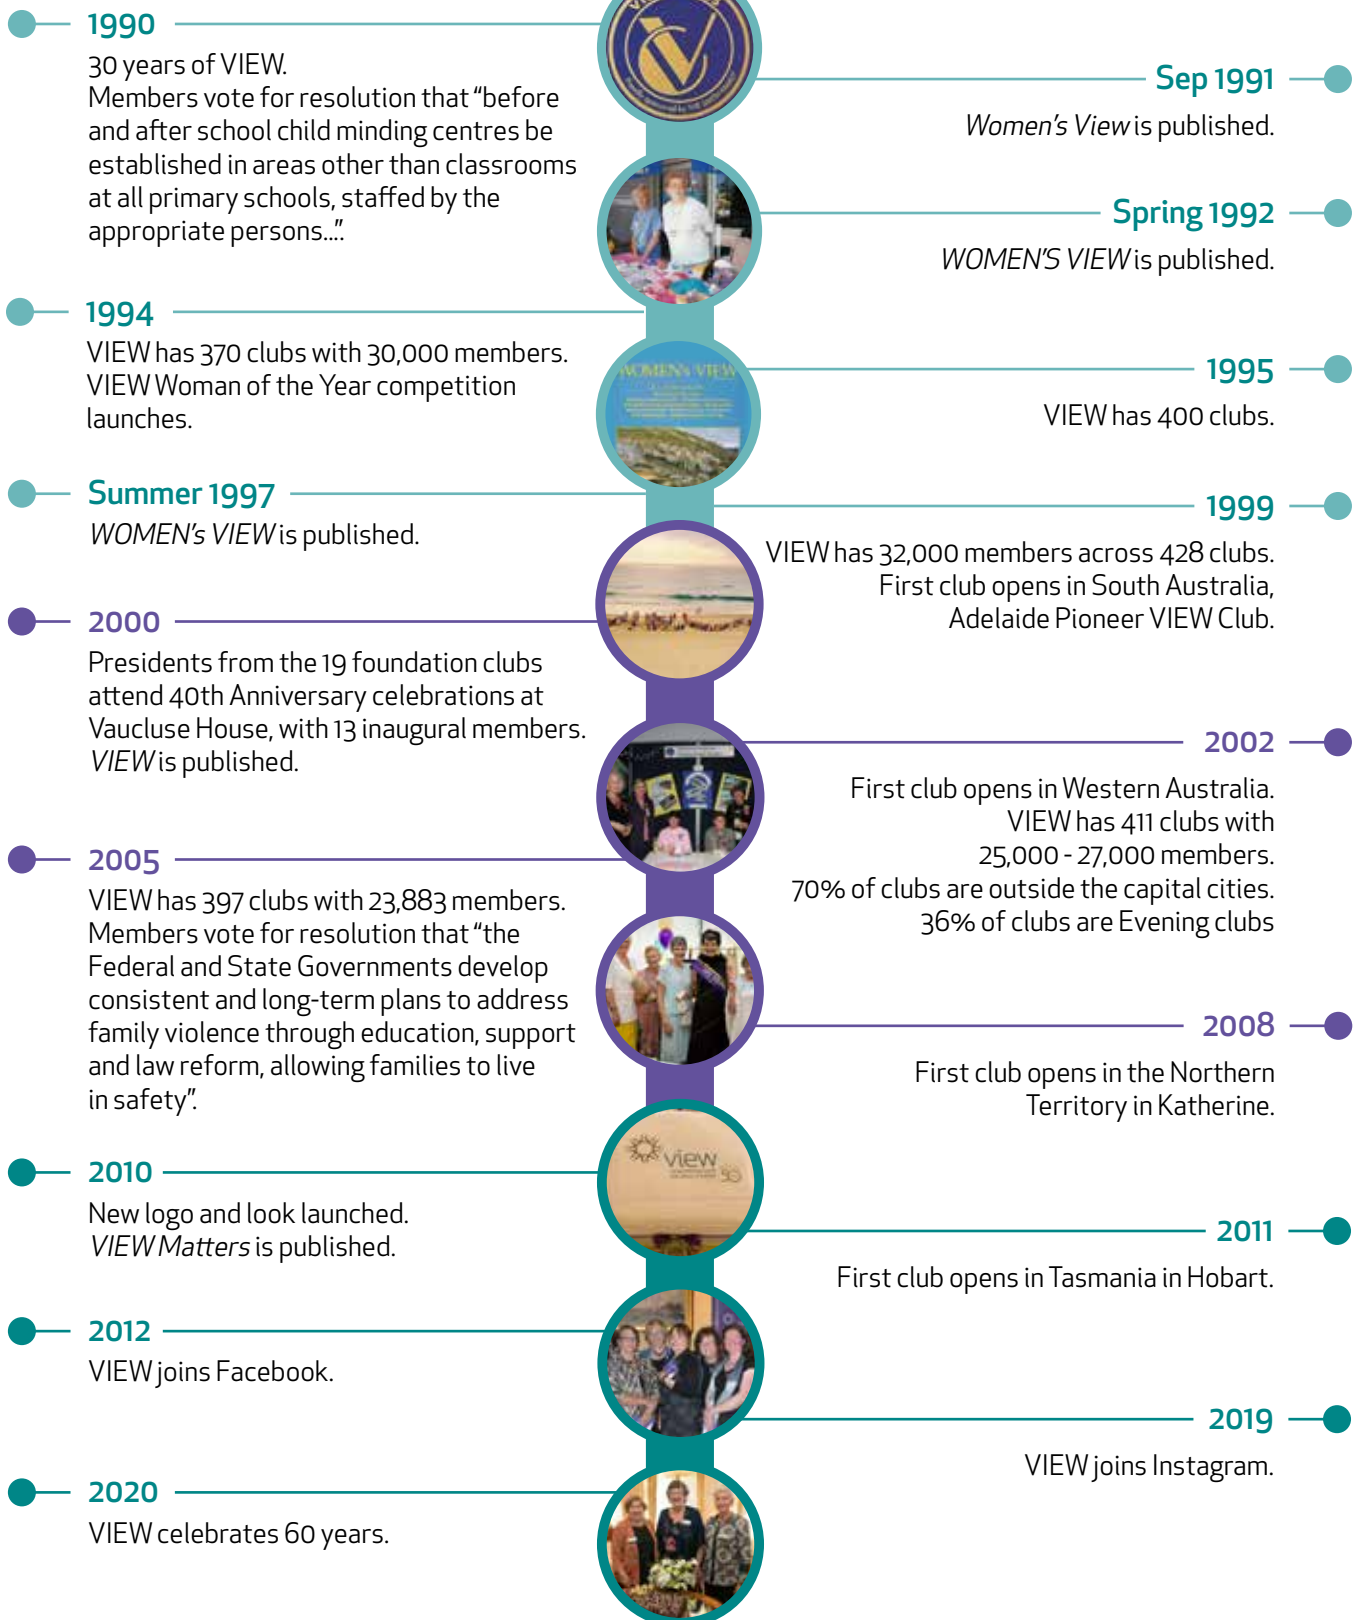 1990
30 years of VIEW.
Members vote for resolution that “before
and after school child minding centres be
established in areas other than classrooms
at all primary schools, staffed by the
appropriate persons...”.
Sep 1991
Women's View is published.
Spring 1992
WOMEN'S VIEW is published.
1994
VIEW has 370 clubs with 30,000 members.
VIEW Woman of the Year competition
launches.
WOMENS VIEW
1995
VIEW has 400 clubs.
Summer 1997
WOMEN's VIEW is published.
1999
VIEW has 32,000 members across 428 clubs.
First club opens in South Australia,
Adelaide Pioneer VIEW Club.
2000
Presidents from the 19 foundation clubs
attend 40th Anniversary celebrations at
Vaucluse House, with 13 inaugural members.
VIEW is published.
2002
First club opens in Western Australia.
VIEW has 411 clubs with
25,000 - 27,000 members.
70% of clubs are outside the capital cities.
36% of clubs are Evening clubs
2005
VIEW has 397 clubs with 23,883 members.
Members vote for resolution that “the
Federal and State Governments develop
consistent and long-term plans to address
family violence through education, support
and law reform, allowing families to live
in safety”.
2008
First club opens in the Northern
Territory in Katherine.
2010
New logo and look launched.
VIEW Matters is published.
view
50
2011
First club opens in Tasmania in Hobart.
2012
VIEW joins Facebook.
2019
VIEW joins Instagram.
2020
VIEW celebrates 60 years.